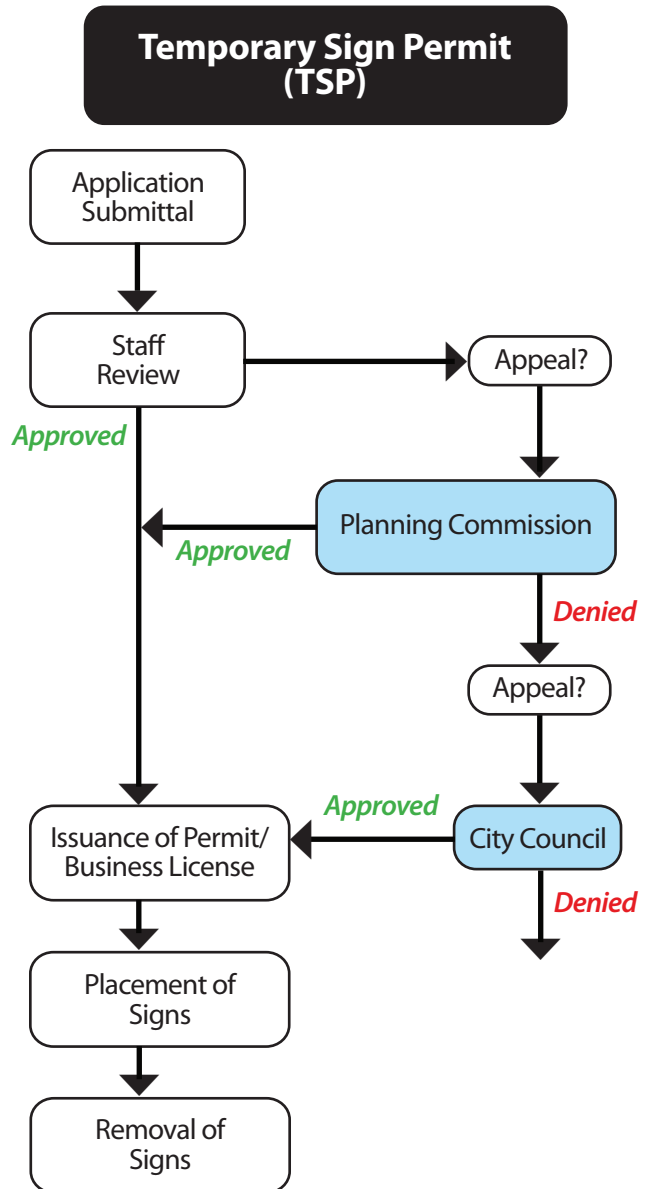 Temporary Sign Permit
(TSP)
Application
Submittal
Staff
Review
Appeal?
Approved
Planning Commission
Approved
Denied
Appeal?
Approved
Issuance of Permit/
Business License
City Council
Denied
Placement of
Signs
Removal of
Signs